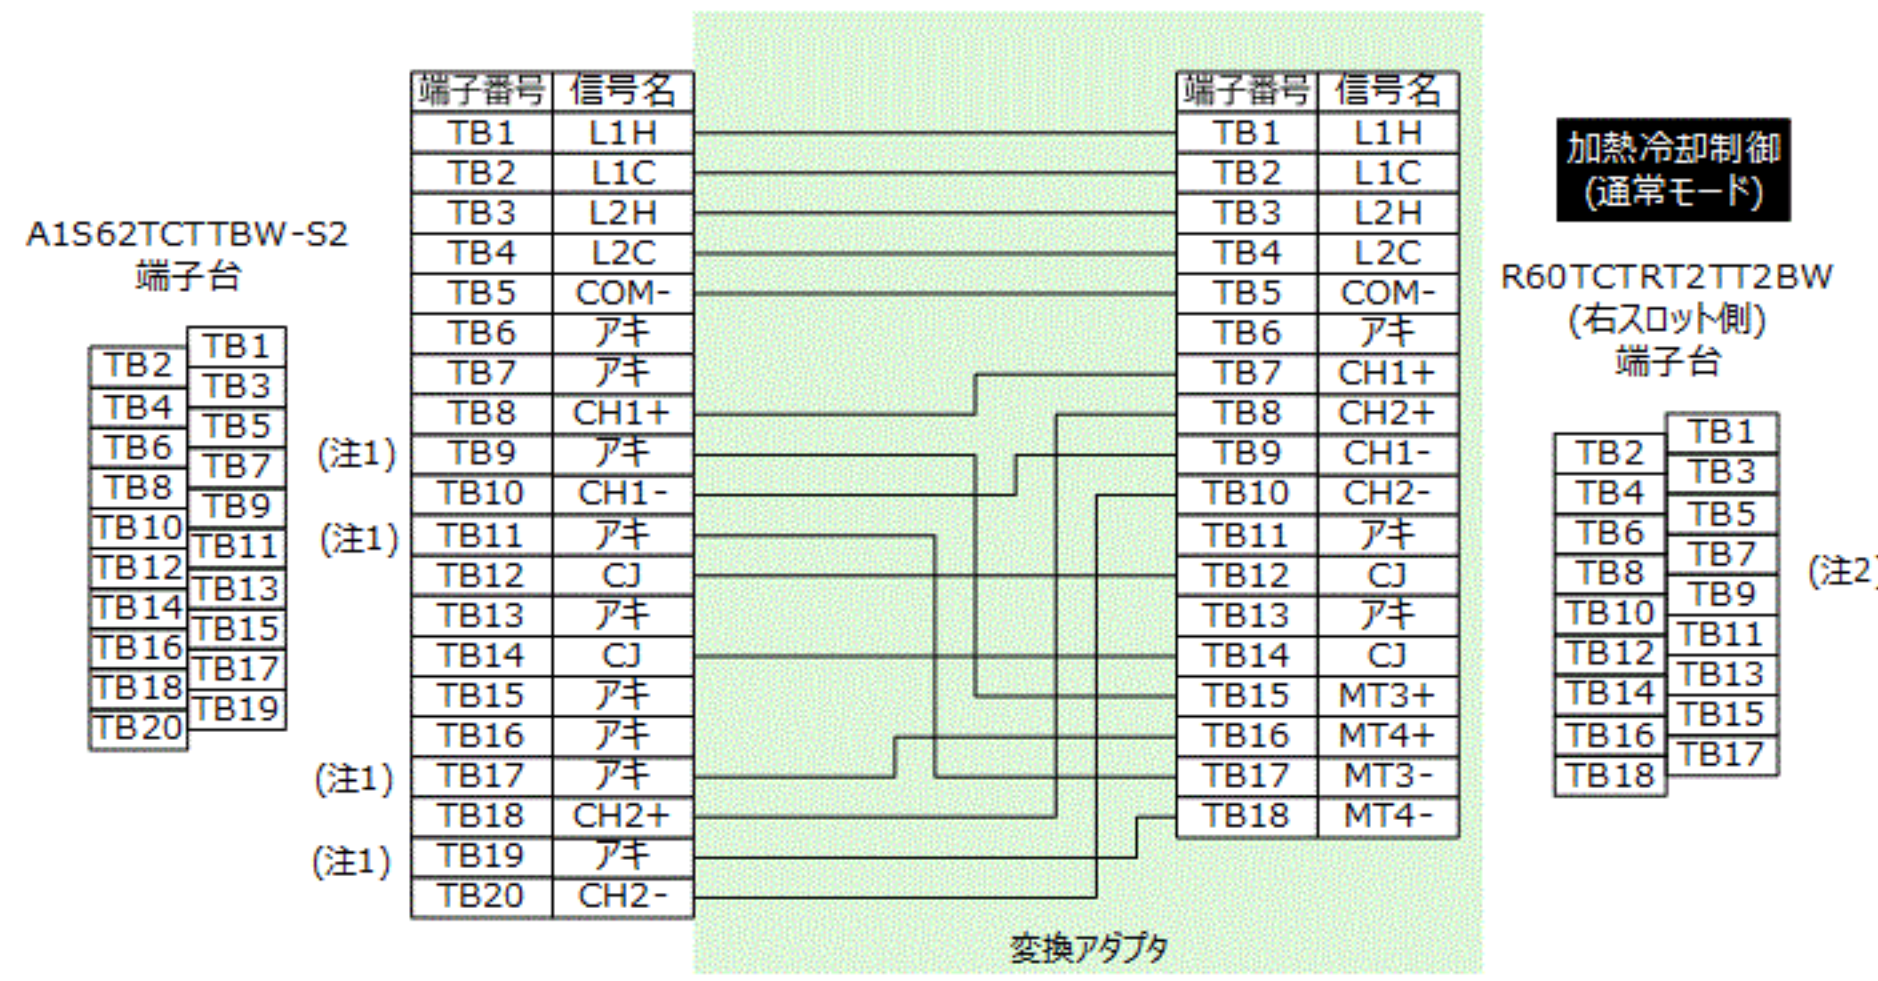 A1S62TCTTBW-S2
端子台
TB1
TB2
TB3
TB4
TB5
TB6
TB7
TB8
TB9
TB10
TB11
TB12
TB13
TB14
TB15
TB16
TB17
TB18
TB19
TB20
(注1)
(注1)
(注1)
(注1)
端子番号 信号名
TB1 L1H
TB2 L1C
TB3 L2H
TB4 L2C
TB5 COM-
TB6 アキ
TB7 アキ
TB8 CH1+
TB9 アキ
TB10 CH1-
TB11 アキ
TB12 CJ
TB13 アキ
TB14 CJ
TB15 アキ
TB16 アキ
TB17 アキ
TB18 CH2+
TB19 アキ
TB20 CH2-
変換アダプタ
端子番号 信号名
TB1 L1H
TB2 L1C
TB3 L2H
TB4 L2C
TB5 COM-
TB6 アキ
TB7 CH1+
TB8 CH2+
TB9 CH1-
TB10 CH2-
TB11 アキ
TB12 CJ
TB13 アキ
TB14 CJ
TB15 MT3+
TB16 MT4+
TB17 MT3-
TB18 MT4-
加熱冷却制御
(通常モード)
R60TCTRT2TT2BW
(右スロット側)
端子台
TB1
TB2
TB3
TB4
TB5
TB6
TB7
TB8
TB9
TB10
TB11
TB12
TB13
TB14
TB15
TB16
TB17
TB18
(注2)